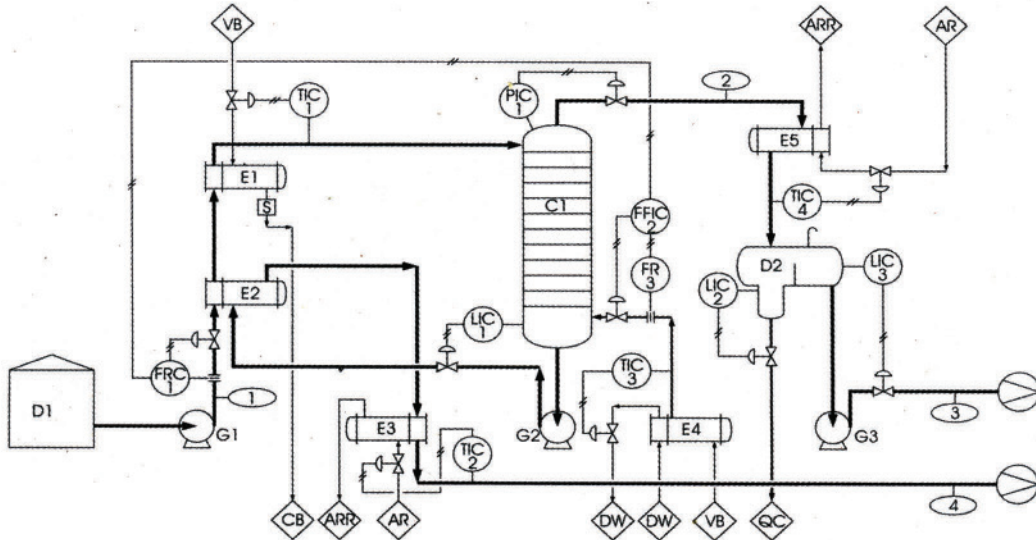 VB
ARR
AR
TIC
1
PIC
1
2
E5
E1
S
C1
TIC
4
FFIC
2
FR
3
E2
D2
LIC
3
LIC
2
LIC
1
FRC
1
TIC
3
D1
1
G1
E3
TIC
2
G2
E4
G3
3
4
CB
ARR
AR
DW
DW
VB
QC